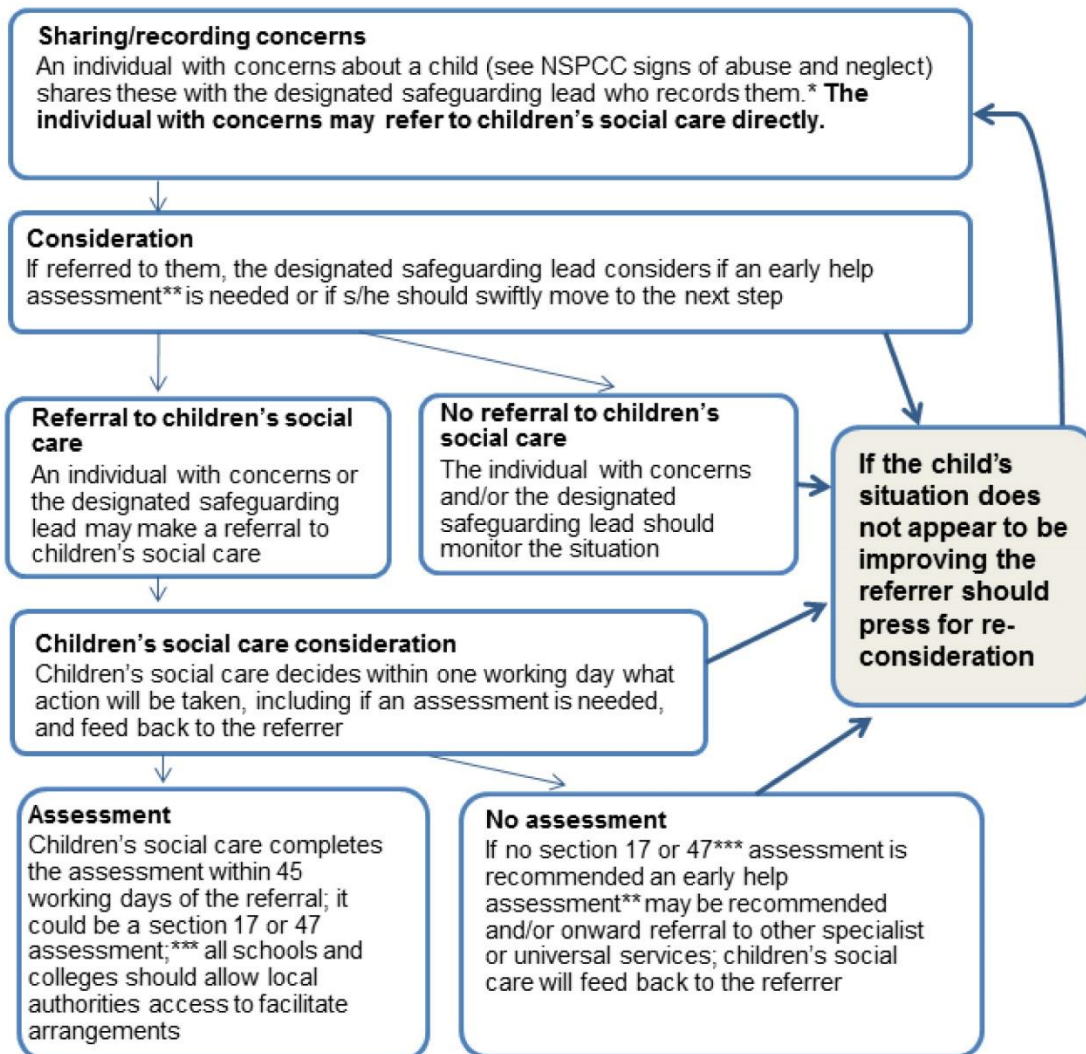 Sharing/recording concerns
An individual with concerns about a child (see NSPCC signs of abuse and neglect)
shares these with the designated safeguarding lead who records them.* The
individual with concerns may refer to children's social care directly.
Consideration
If referred to them, the designated safeguarding lead considers if an early help
assessment** is needed or if s/he should swiftly move to the next step
Referral to children's social
care
An individual with concerns or
the designated safeguarding
lead may make a referral to
children's social care
No referral to children's
social care
The individual with concerns
and/or the designated
safeguarding lead should
monitor the situation
If the child's
situation does
not appear to be
improving the
referrer should
press for re-
consideration
Children's social care consideration
Children's social care decides within one working day what
action will be taken, including if an assessment is needed,
and feed back to the referrer
Assessment
Children's social care completes
the assessment within 45
working days of the referral; it
could be a section 17 or 47
assessment;*** all schools and
colleges should allow local
authorities access to facilitate
arrangements
No assessment
If no section 17 or 47*** assessment is
recommended an early help
assessment** may be recommended
and/or onward referral to other specialist
or universal services; children's social
care will feed back to the referrer